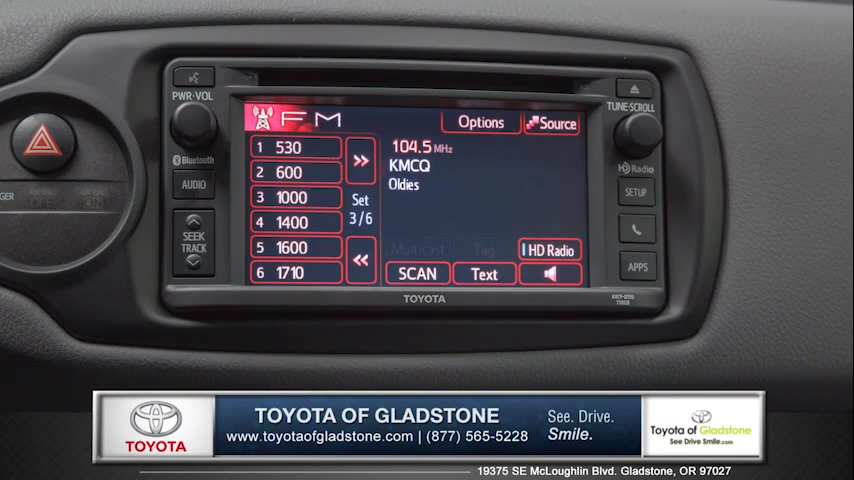 PWR•VOL
Bluetooth
AUDIO
SEEK
TRACK
FM
Options
Source
1 530
2 600
3 1000
4 1400
5 1600
6 1710
>>
Set
3/6
<<
104.5 MHz
KMCQ
Oldies
Multicast
Tag
HD Radio
SCAN
Text
TUNE•SCROLL
HD Radio
SETUP
APPS
TOYOTA
OFF
ON
TOYOTA
TOYOTA OF GLADSTONE
www.toyotaofgladstone.com | (877) 565-5228
See. Drive.
Smile.
Toyota of Gladstone
See Drive Smile.com
19375 SE McLoughlin Blvd. Gladstone, OR 97027